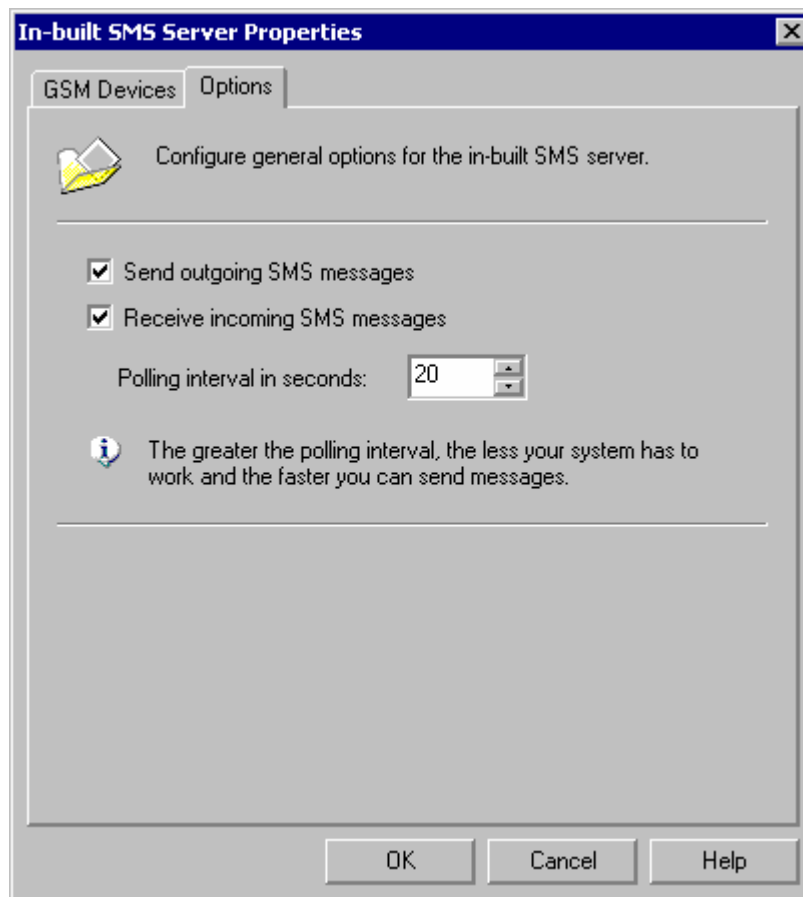 In-built SMS Server Properties
GSM Devices Options
Configure general options for the in-built SMS server.
Send outgoing SMS messages
Receive incoming SMS messages
Polling interval in seconds: 20
The greater the polling interval, the less your system has to
work and the faster you can send messages.
OK Cancel Help